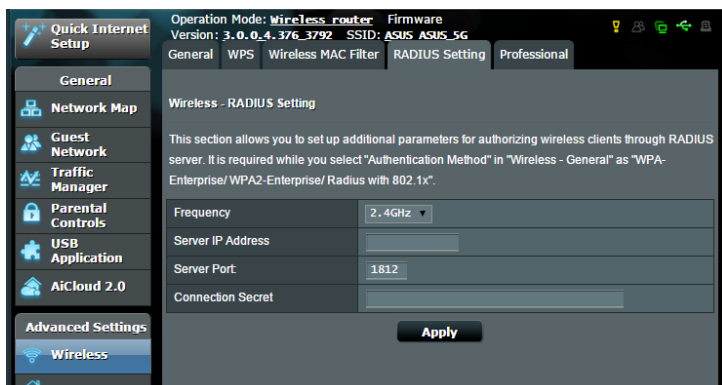 Quick Internet
Setup
General
Network Map
Guest
Network
Traffic
Manager
Parental
Controls
USB
Application
AiCloud 2.0
Advanced Settings
Wireless
Operation Mode: Wireless router Firmware
Version: 3.0.0.4.376_3792 SSID: ASUS ASUS_5G
General WPS Wireless MAC Filter RADIUS Setting Professional
Wireless - RADIUS Setting
This section allows you to set up additional parameters for authorizing wireless clients through RADIUS
server. It is required while you select "Authentication Method" in "Wireless - General" as "WPA-
Enterprise/ WPA2-Enterprise/ Radius with 802.1x".
Frequency 2.4GHz
Server IP Address
Server Port: 1812
Connection Secret
Apply